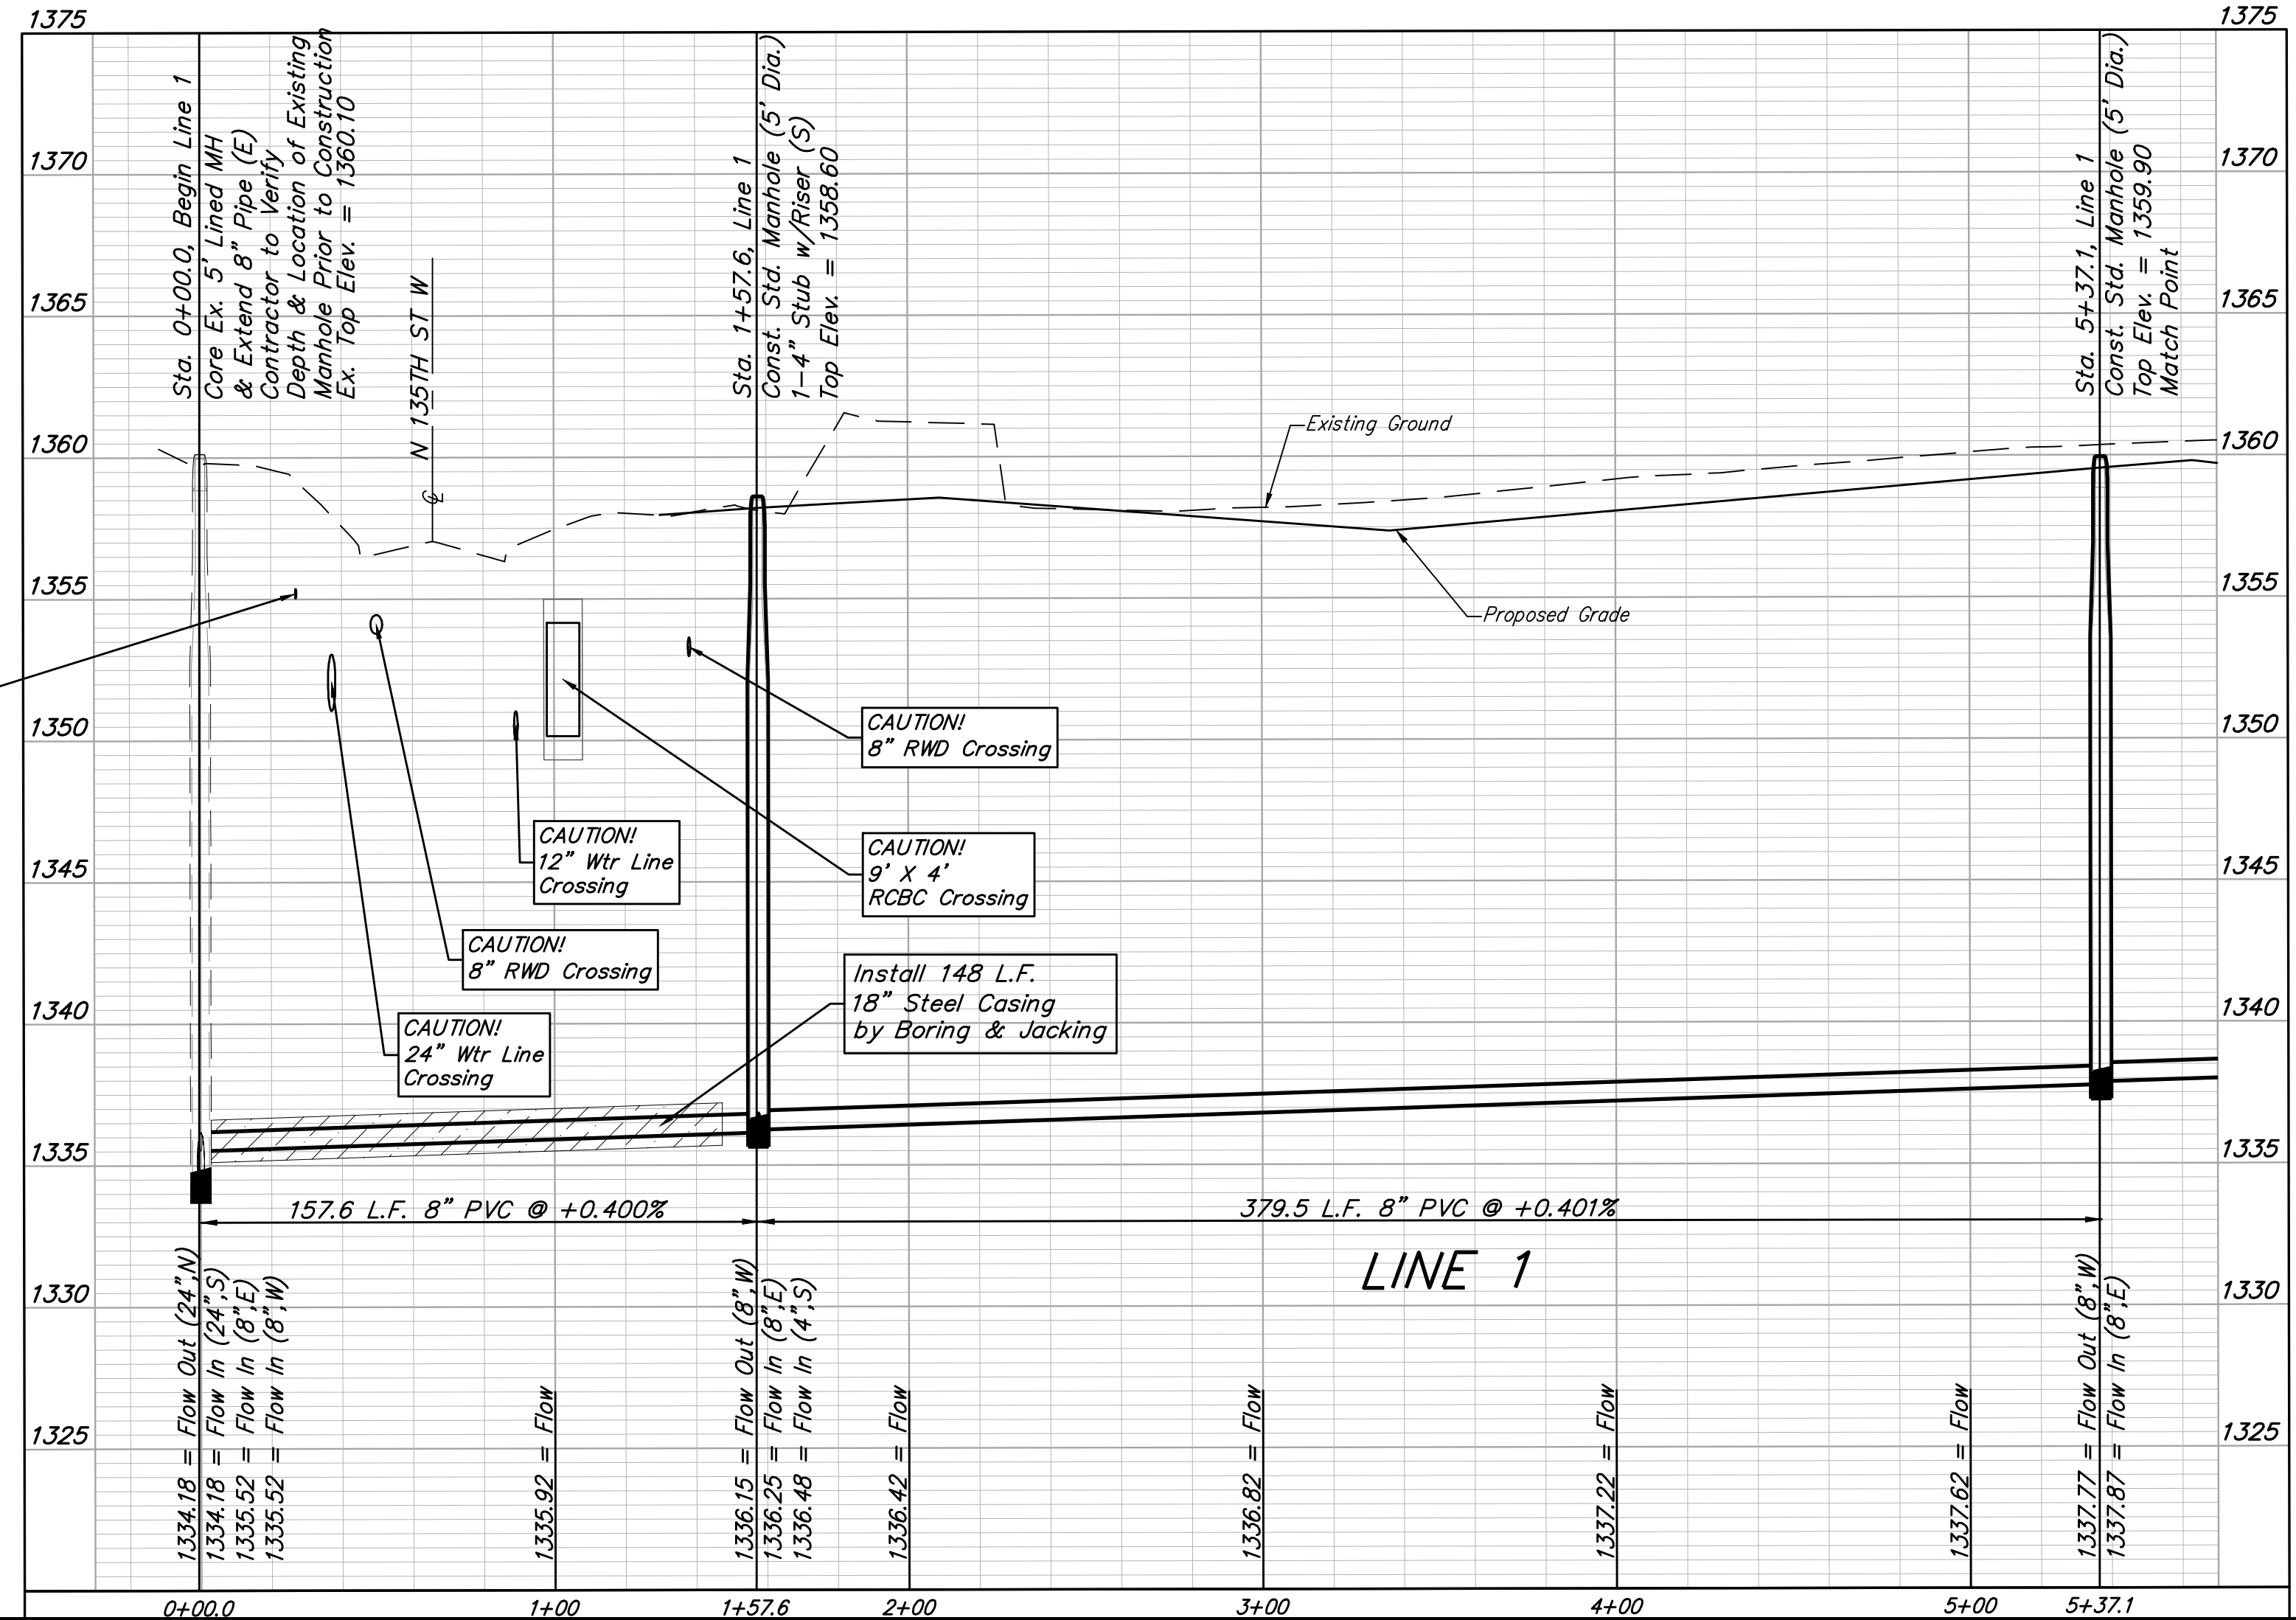 1375
1375
1370
1370
1365
1365
1360
1360
1355
1355
1350
1350
1345
1345
1340
1340
1335
1335
1330
1330
1325
1325
Sta. 0+00.0, Begin Line 1
Core Ex. 5' Lined MH
& Extend 8" Pipe (E)
Contractor to Verify
Depth & Location of Existing
Manhole Prior to Construction
Ex. Top Elev. = 1360.10
N 135TH ST W
℄
Sta. 1+57.6, Line 1
Const. Std. Manhole (5' Dia.)
1-4" Stub w/Riser (S)
Top Elev. = 1358.60
Sta. 5+37.1, Line 1
Const. Std. Manhole (5' Dia.)
Top Elev. = 1359.90
Match Point
Existing Ground
Proposed Grade
CAUTION!
8" RWD Crossing
CAUTION!
12" Wtr Line
Crossing
CAUTION!
9' X 4'
RCBC Crossing
CAUTION!
8" RWD Crossing
Install 148 L.F.
18" Steel Casing
by Boring & Jacking
CAUTION!
24" Wtr Line
Crossing
157.6 L.F. 8" PVC @ +0.400%
379.5 L.F. 8" PVC @ +0.401%
LINE 1
1334.18 = Flow Out (24",N)
1334.18 = Flow In (24",S)
1335.52 = Flow In (8",E)
1335.52 = Flow In (8",W)
1335.92 = Flow
1336.15 = Flow Out (8",W)
1336.25 = Flow In (8",E)
1336.48 = Flow In (4",S)
1336.42 = Flow
1336.82 = Flow
1337.22 = Flow
1337.62 = Flow
1337.77 = Flow Out (8",W)
1337.87 = Flow In (8",E)
0+00.0
1+00
1+57.6
2+00
3+00
4+00
5+00
5+37.1